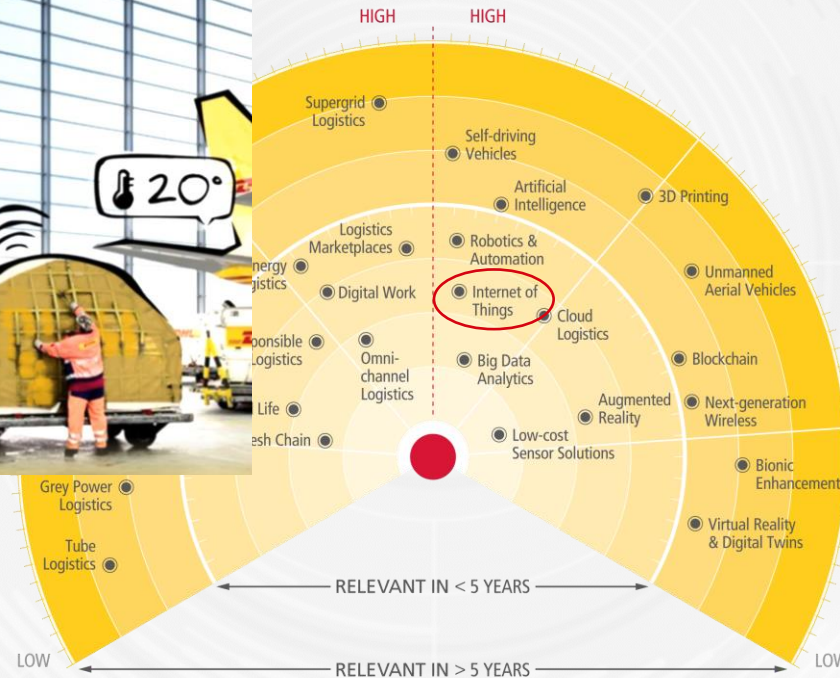 HIGH
HIGH
Supergrid
Logistics
Self-driving
Vehicles
Artificial
Intelligence
3D Printing
20°
Logistics
Marketplaces
Robotics &
Automation
Unmanned
Aerial Vehicles
Digital Work
Internet of
Things
Cloud
Logistics
Logistics
Omni-
channel
Logistics
Big Data
Analytics
Blockchain
Life
Augmented
Reality
Next-generation
Wireless
Chain
Low-cost
Sensor Solutions
Bionic
Enhancement
Grey Power
Logistics
Virtual Reality
& Digital Twins
Tube
Logistics
RELEVANT IN < 5 YEARS
LOW
LOW
RELEVANT IN > 5 YEARS